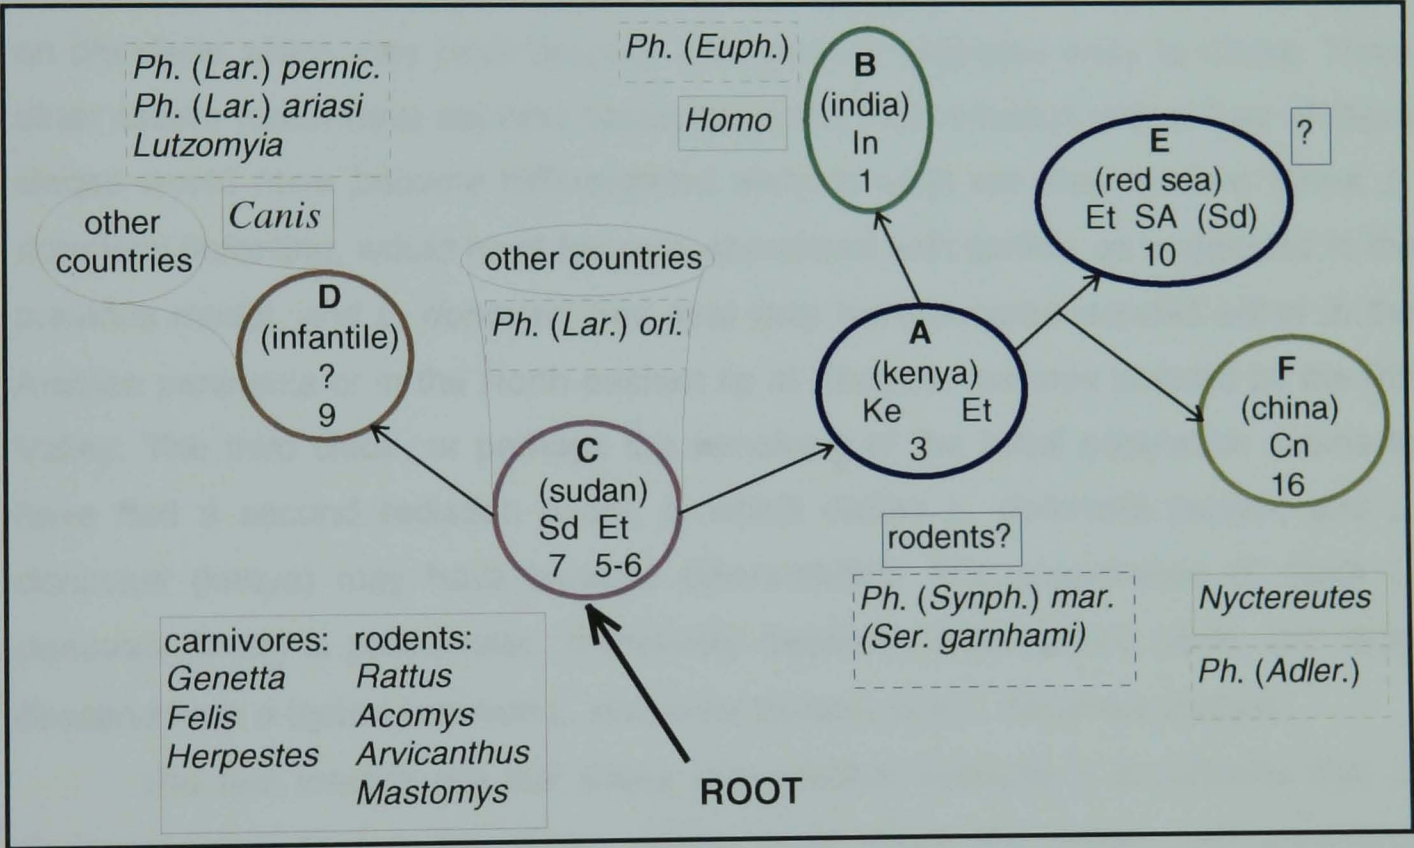 Ph. (Lar.) pernic.
Ph. (Lar.) ariasi
Lutzomyia
other
countries
Canis
D
(infantile)
?
9
other countries
Ph. (Lar.) ori.
C
(sudan)
Sd Et
7 5-6
carnivores: rodents:
Genetta Rattus
Felis Acomys
Herpestes Arvicanthus
Mastomys
ROOT
Ph. (Euph.)
Homo
B
(india)
In
1
A
(kenya)
Ke Et
3
rodents?
Ph. (Synph.) mar.
(Ser. garnhami)
E
(red sea)
Et SA (Sd)
10
?
F
(china)
Cn
16
Nyctereutes
Ph. (Adler.)